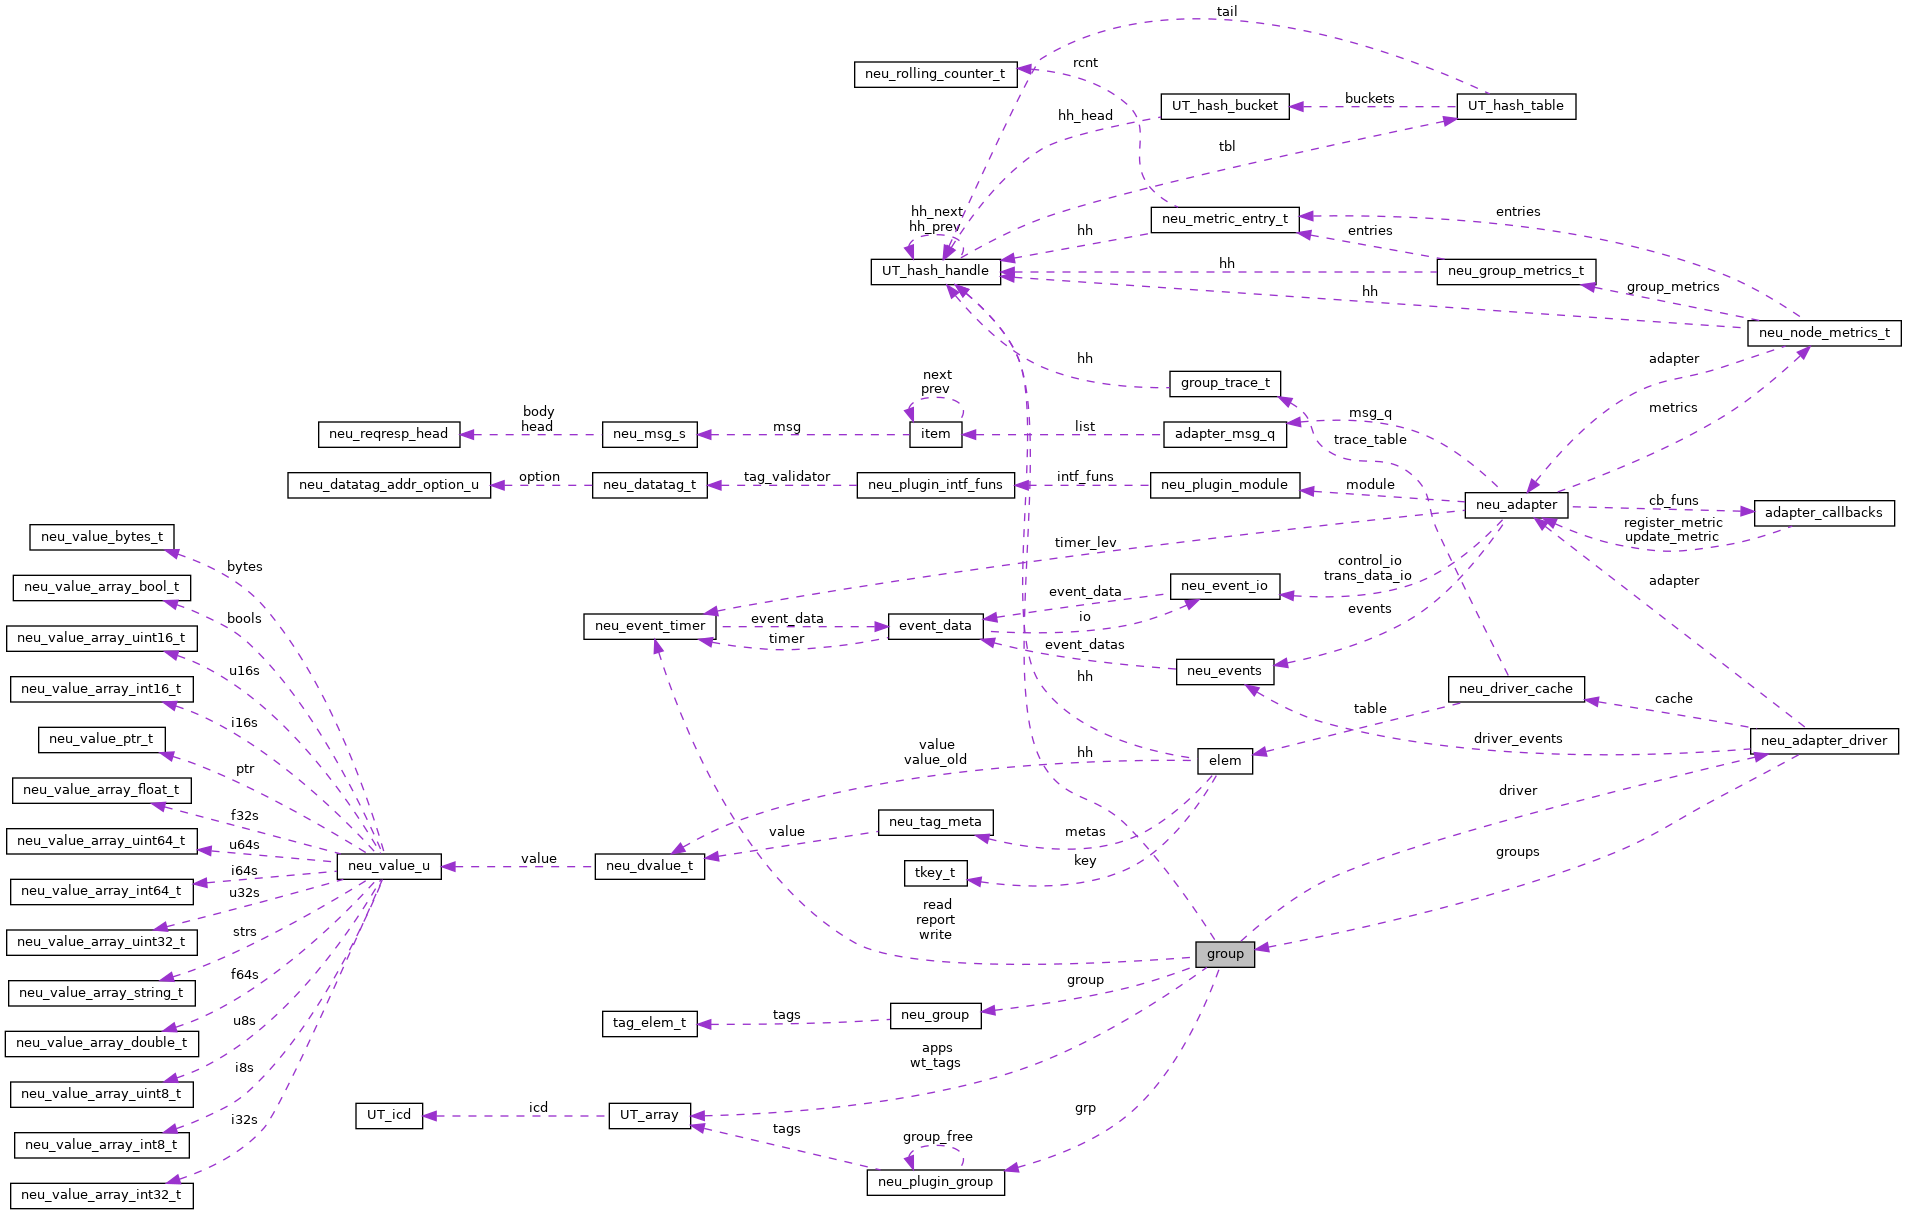 tail
rcnt
neu_rolling_counter_t
buckets
UT_hash_bucket
UT_hash_table
hh_head
tbl
hh_next
hh_prev
neu_metric_entry_t
entries
hh
entries
UT_hash_handle
hh
neu_group_metrics_t
hh
group_metrics
neu_node_metrics_t
hh
adapter
group_trace_t
next
prev
metrics
msg_q
body
head
neu_reqresp_head
neu_msg_s
msg
item
list
adapter_msg_q
trace_table
neu_datatag_addr_option_u
option
neu_datatag_t
tag_validator
neu_plugin_intf_funs
intf_funs
neu_plugin_module
module
neu_adapter
cb_funs
adapter_callbacks
register_metric
update_metric
neu_value_bytes_t
timer_lev
bytes
control_io
trans_data_io
adapter
neu_value_array_bool_t
event_data
neu_event_io
bools
neu_event_timer
event_data
timer
event_data
io
events
neu_value_array_uint16_t
event_datas
u16s
neu_events
hh
neu_value_array_int16_t
neu_driver_cache
cache
i16s
table
neu_value_ptr_t
driver_events
neu_adapter_driver
value
value_old
hh
elem
ptr
neu_value_array_float_t
driver
f32s
neu_tag_meta
metas
value
neu_value_array_uint64_t
u64s
groups
neu_value_u
value
neu_dvalue_t
key
i64s
tkey_t
neu_value_array_int64_t
u32s
read
report
write
neu_value_array_uint32_t
strs
group
f64s
group
neu_value_array_string_t
u8s
tag_elem_t
tags
neu_group
neu_value_array_double_t
apps
wt_tags
i8s
neu_value_array_uint8_t
UT_icd
icd
UT_array
grp
i32s
tags
group_free
neu_value_array_int8_t
neu_plugin_group
neu_value_array_int32_t